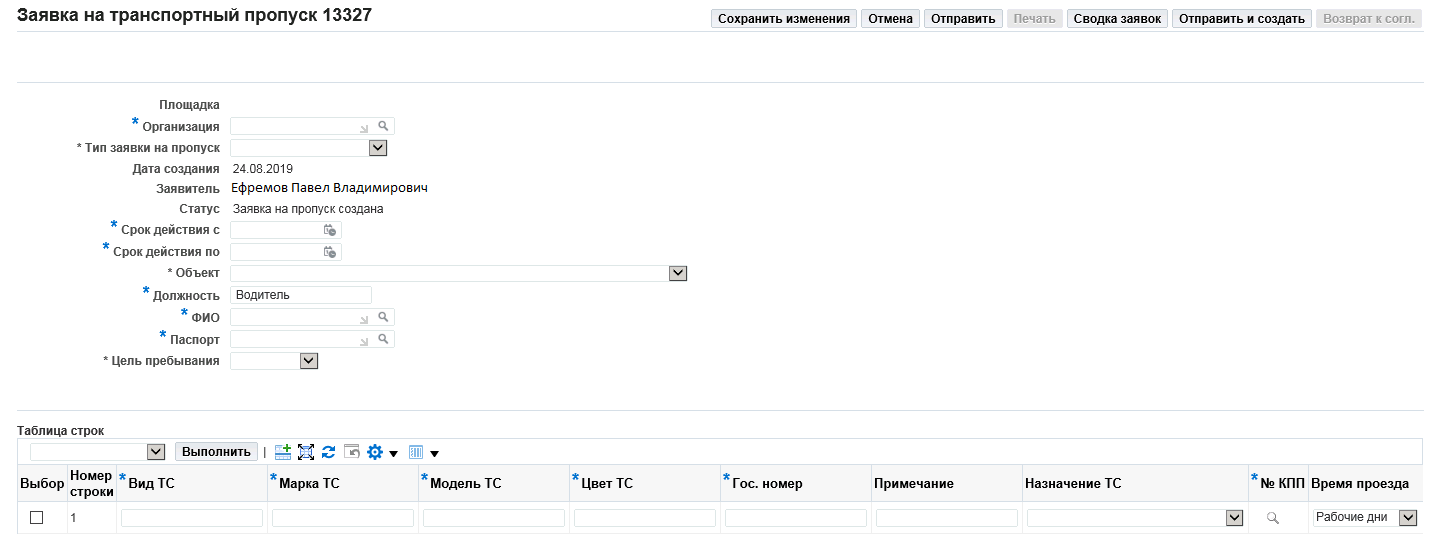 Заявка на транспортный пропуск 13327
Сохранить изменения Отмена Отправить Печать Сводка заявок Отправить и создать Возврат к согл.
Площадка
* Организация
* Тип заявки на пропуск
Дата создания 24.08.2019
Заявитель Ефремов Павел Владимирович
Статус Заявка на пропуск создана
* Срок действия с
* Срок действия по
* Объект
* Должность Водитель
* ФИО
* Паспорт
* Цель пребывания
Таблица строк
Выполнить |
Выбор Номер строки * Вид ТС * Марка ТС * Модель ТС * Цвет ТС * Гос. номер Примечание Назначение ТС * № КПП Время проезда
1 Рабочие дни